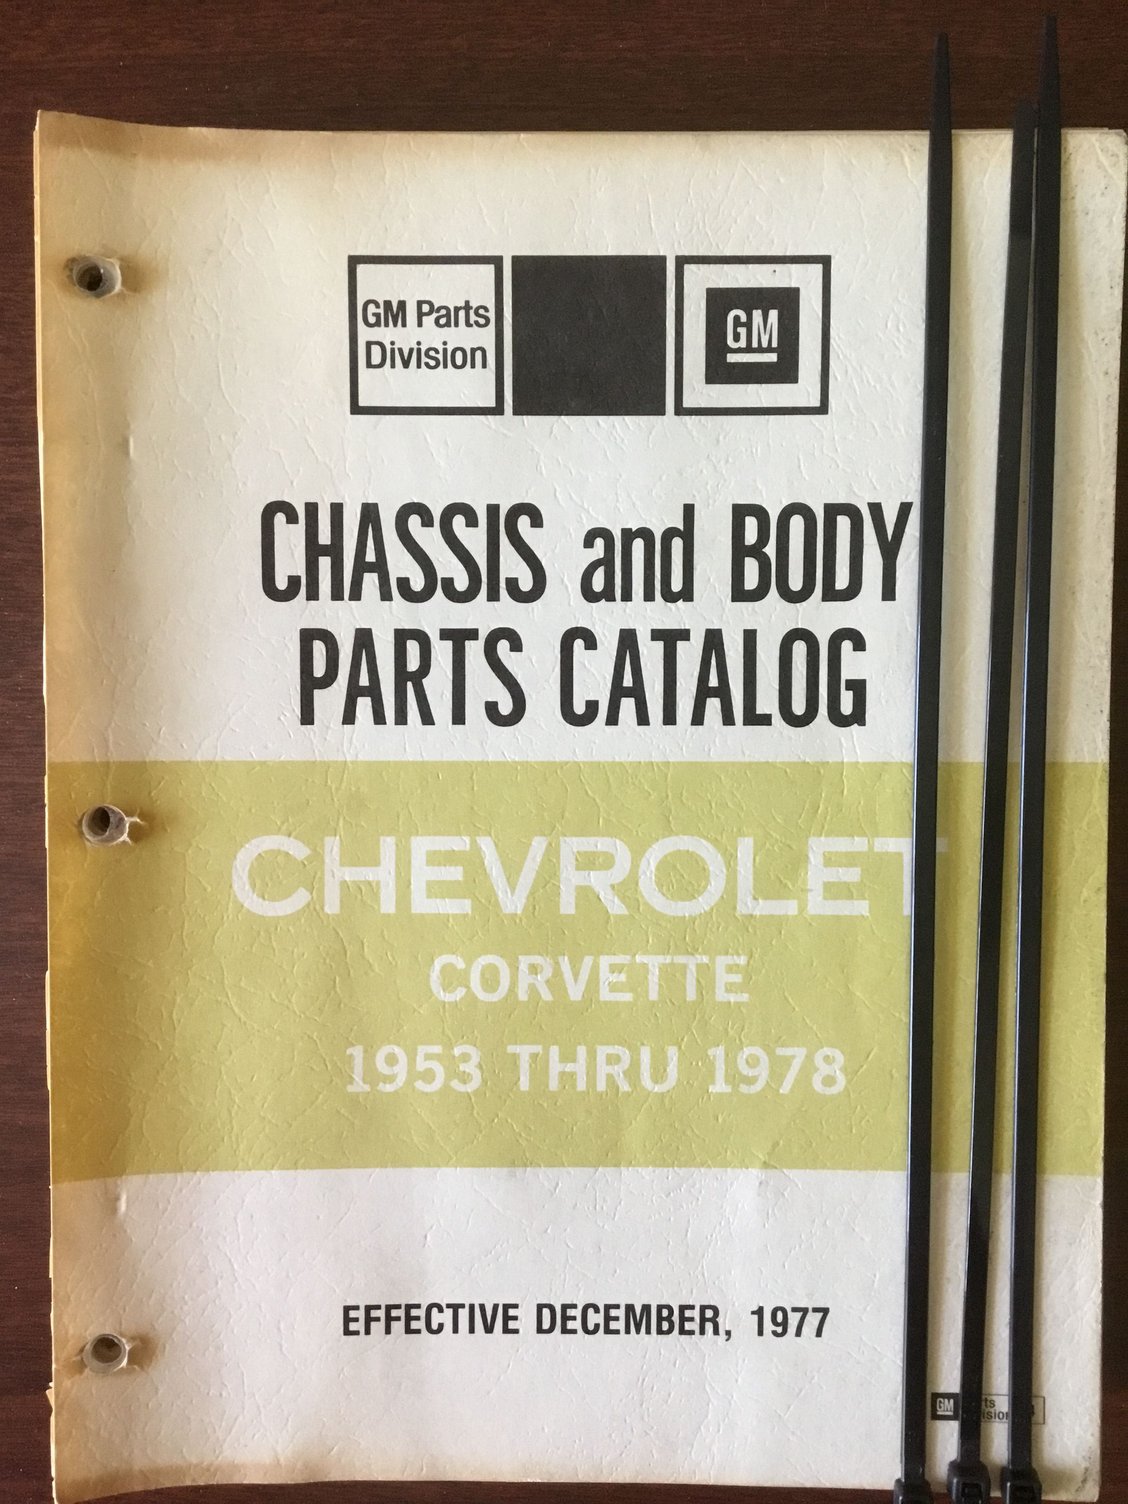 GM Parts
Division
GM
CHASSIS and BODY
PARTS CATALOG
CHEVROLET
CORVETTE
1953 THRU 1978
EFFECTIVE DECEMBER, 1977
GM